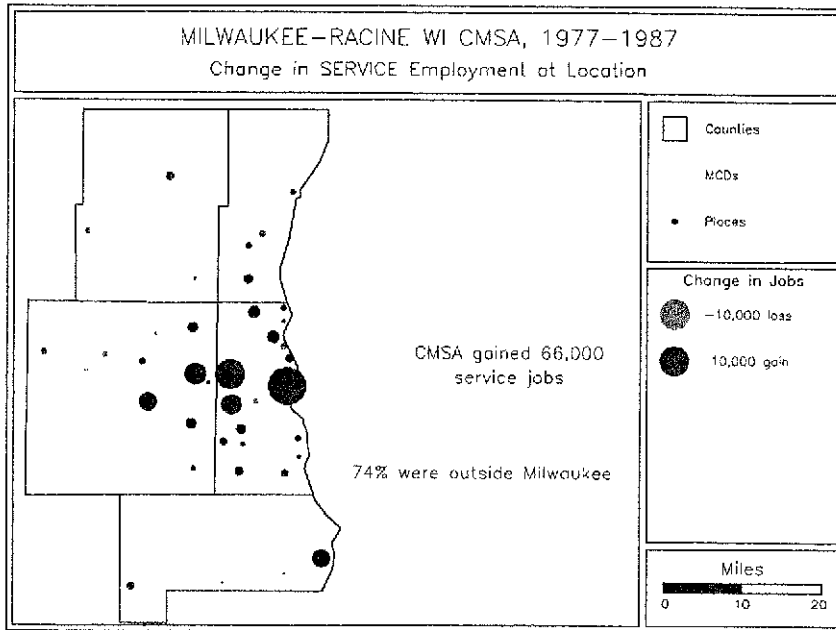 MILWAUKEE–RACINE WI CMSA, 1977–1987
Change in SERVICE Employment at Location
Counties
MCDs
Places
Change in Jobs
-10,000 loss
10,000 gain
CMSA gained 66,000
service jobs
74% were outside Milwaukee
Miles
0 10 20